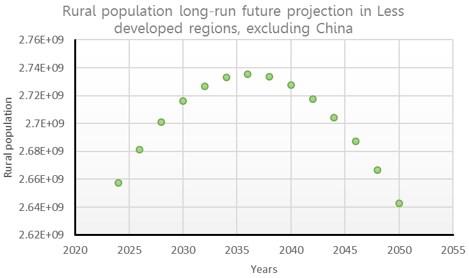 Rural population long-run future projection in Less
developed regions, excluding China
2.76E+09
2.74E+09
2.72E+09
2.7E+09
2.68E+09
2.66E+09
2.64E+09
2.62E+09
Rural population
2020 2025 2030 2035 2040 2045 2050 2055
Years